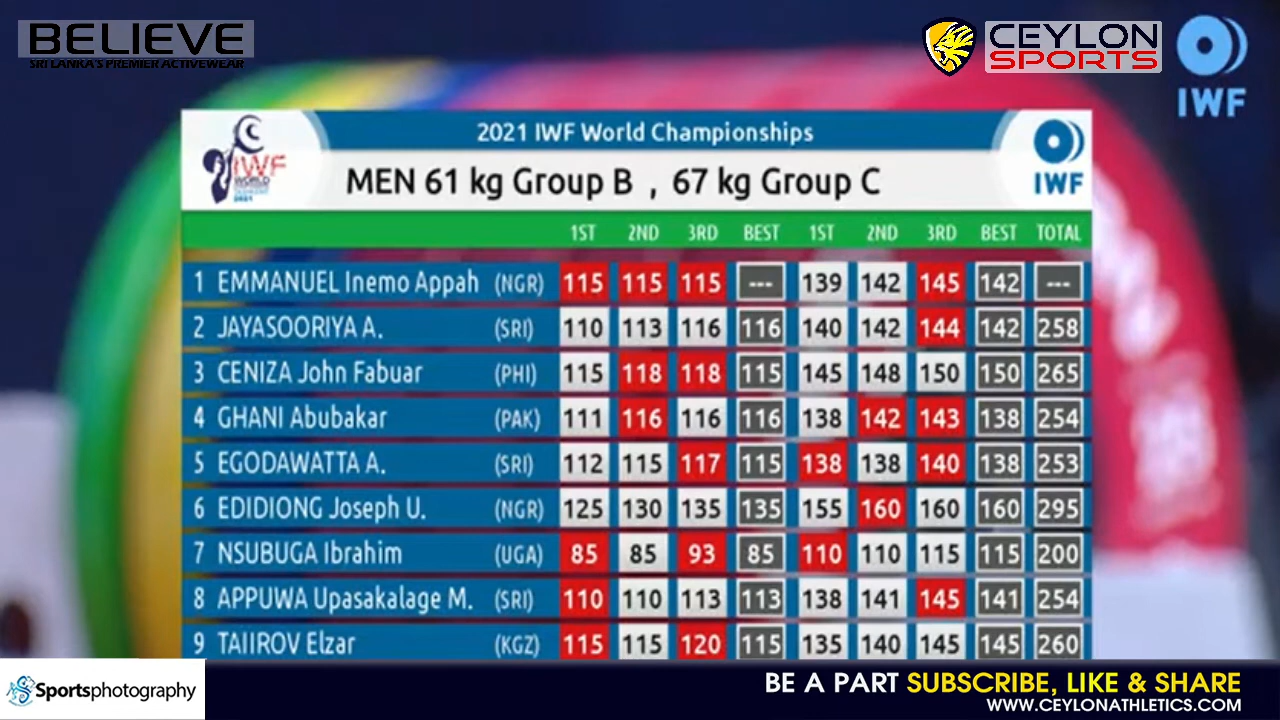 BELIEVE
SRI LANKA'S PREMIER ACTIVEWEAR
CEYLON
SPORTS
IWF
IWF
WORLD
2021
2021 IWF World Championships
MEN 61 kg Group B , 67 kg Group C
IWF
1ST 2ND 3RD BEST 1ST 2ND 3RD BEST TOTAL
1 EMMANUEL Inemo Appah (NGR) 115 115 115 --- 139 142 145 142 ---
2 JAYASOORIYA A. (SRI) 110 113 116 116 140 142 144 142 258
3 CENIZA John Fabuar (PHI) 115 118 118 115 145 148 150 150 265
4 GHANI Abubakar (PAK) 111 116 116 116 138 142 143 138 254
5 EGODAWATTA A. (SRI) 112 115 117 115 138 138 140 138 253
6 EDIDIONG Joseph U. (NGR) 125 130 135 135 155 160 160 160 295
7 NSUBUGA Ibrahim (UGA) 85 85 93 85 110 110 115 115 200
8 APPUWA Upasakalage M. (SRI) 110 110 113 113 138 141 145 141 254
9 TAIIROV Elzar (KGZ) 115 115 120 115 135 140 145 145 260
Sportsphotography
BE A PART SUBSCRIBE, LIKE & SHARE
WWW.CEYLONATHLETICS.COM